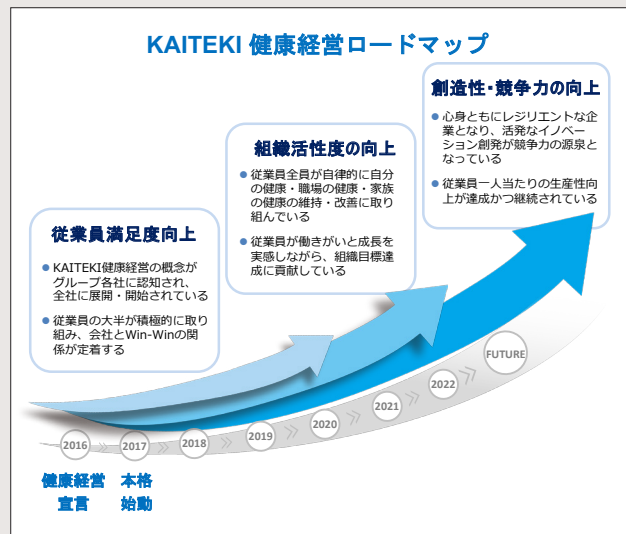 KAITEKI 健康経営ロードマップ
創造性・競争力の向上
● 心身ともにレジリエントな企
業となり、活発なイノベー
ション創発が競争力の源泉と
なっている
● 従業員一人当たりの生産性向
上が達成かつ継続されている
組織活性度の向上
● 従業員全員が自律的に自分
の健康・職場の健康・家族
の健康の維持・改善に取り
組んでいる
● 従業員が働きがいと成長を
実感しながら、組織目標達
成に貢献している
従業員満足度向上
● KAITEKI健康経営の概念が
グループ各社に認知され、
全社に展開・開始されている
● 従業員の大半が積極的に取り
組み、会社とWin-Winの関
係が定着する
2016
2017
2018
2019
2020
2021
2022
FUTURE
健康経営
宣言
本格
始動